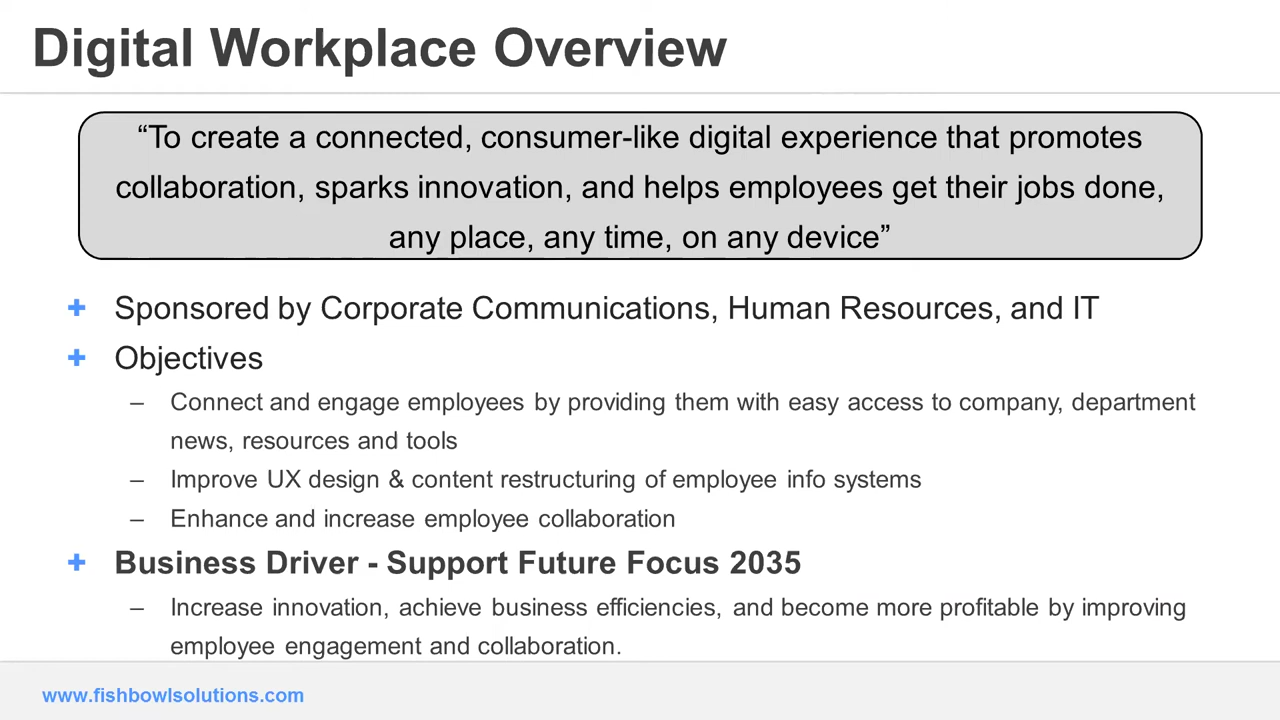 Digital Workplace Overview
“To create a connected, consumer-like digital experience that promotes
collaboration, sparks innovation, and helps employees get their jobs done,
any place, any time, on any device”
+ Sponsored by Corporate Communications, Human Resources, and IT
+ Objectives
– Connect and engage employees by providing them with easy access to company, department
news, resources and tools
– Improve UX design & content restructuring of employee info systems
– Enhance and increase employee collaboration
+ Business Driver - Support Future Focus 2035
– Increase innovation, achieve business efficiencies, and become more profitable by improving
employee engagement and collaboration.
www.fishbowlsolutions.com